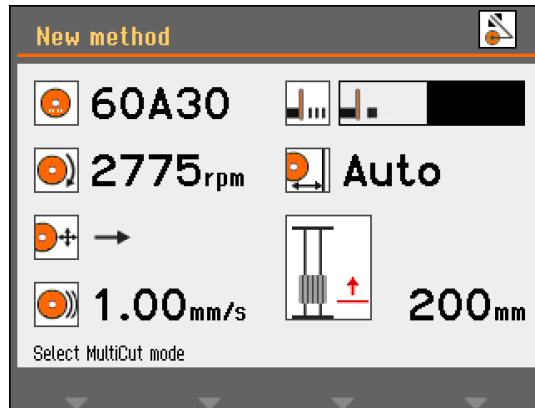 New method
60A30
2775rpm
Auto
1.00mm/s
200mm
Select MultiCut mode